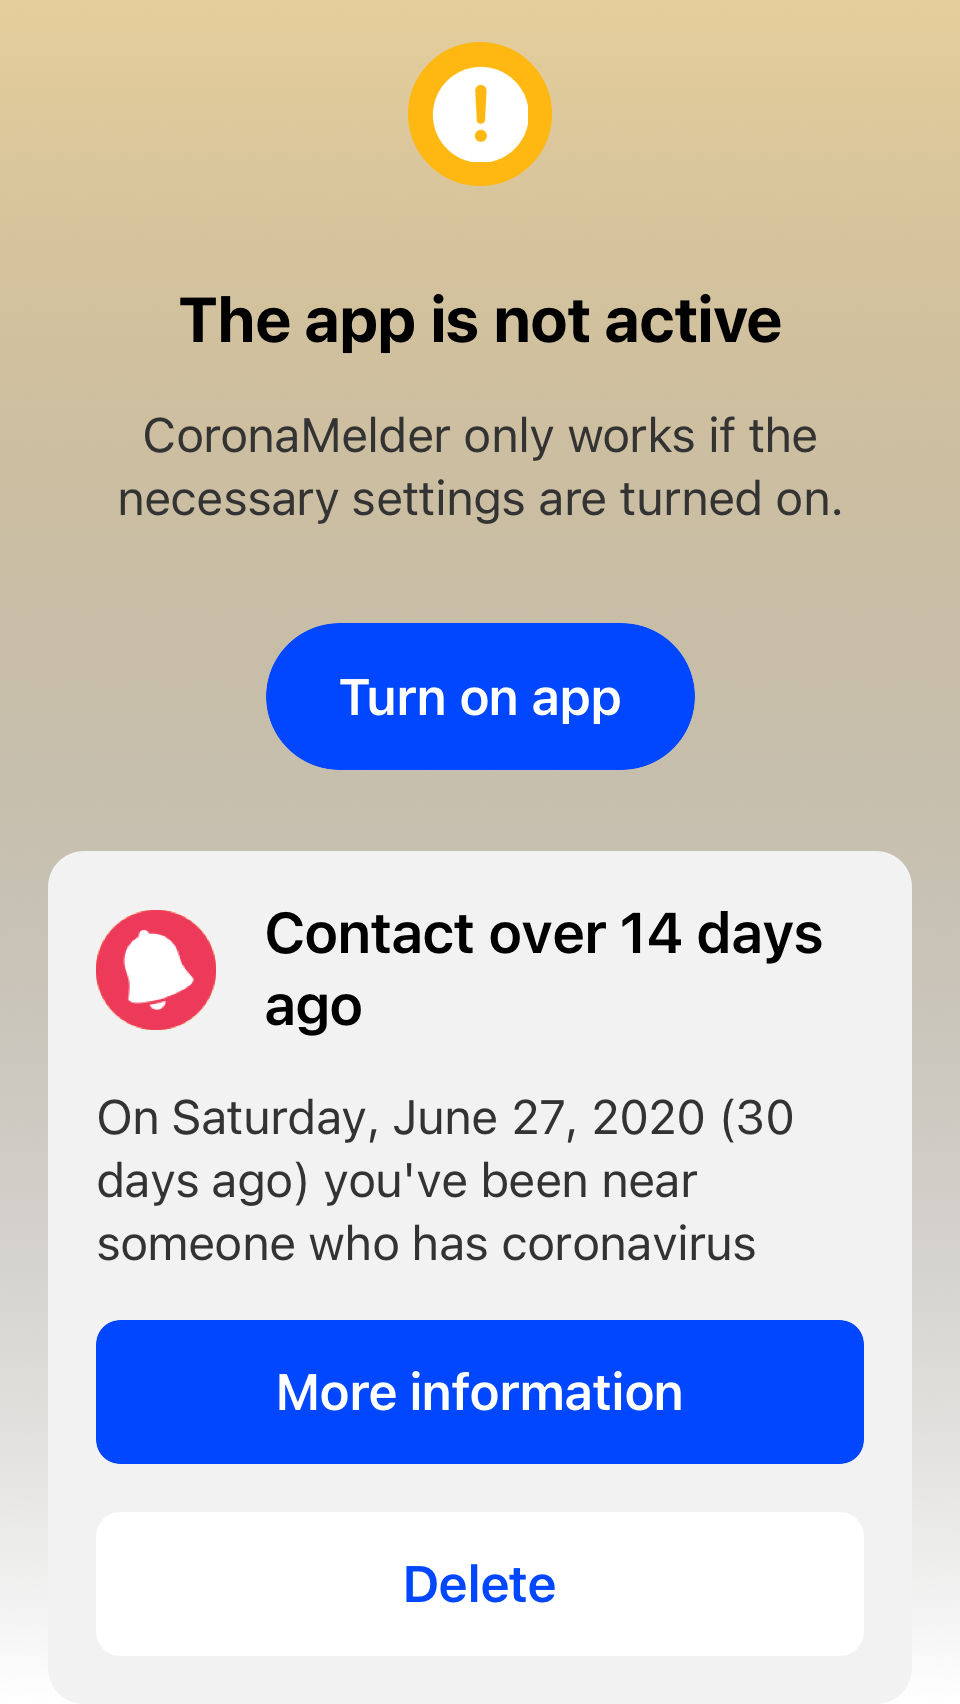 The app is not active
CoronaMelder only works if the
necessary settings are turned on.
Turn on app
Contact over 14 days
ago
On Saturday, June 27, 2020 (30
days ago) you've been near
someone who has coronavirus
More information
Delete